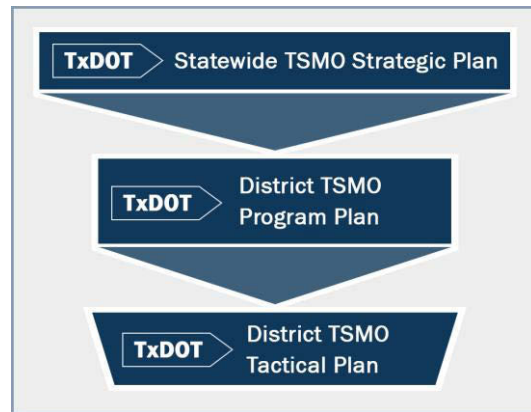 TxDOT Statewide TSMO Strategic Plan
TxDOT District TSMO
Program Plan
TxDOT District TSMO
Tactical Plan